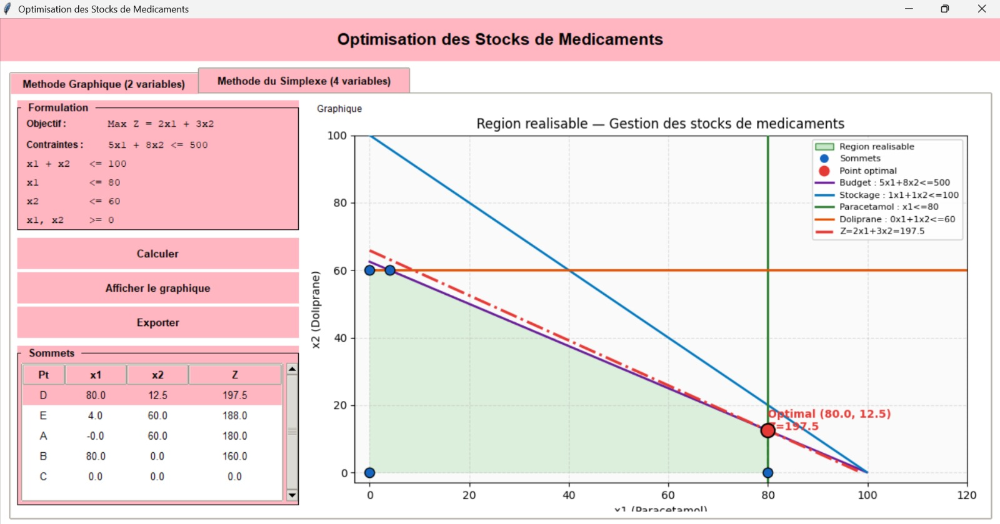 Optimisation des Stocks de Medicaments
Optimisation des Stocks de Medicaments
Methode Graphique (2 variables)
Methode du Simplexe (4 variables)
Formulation
Objectif : Max Z = 2x1 + 3x2
Contraintes : 5x1 + 8x2 <= 500
x1 + x2 <= 100
x1 <= 80
x2 <= 60
x1, x2 >= 0
Calculer
Afficher le graphique
Exporter
Sommets
Pt x1 x2 Z
D 80.0 12.5 197.5
E 4.0 60.0 188.0
A -0.0 60.0 180.0
B 80.0 0.0 160.0
C 0.0 0.0 0.0
Graphique
Region realisable — Gestion des stocks de medicaments
100
80
60
40
20
0
x2 (Doliprane)
Region realisable
Sommets
Point optimal
Budget : 5x1+8x2<=500
Stockage : 1x1+1x2<=100
Paracetamol : x1<=80
Doliprane : 0x1+1x2<=60
Z=2x1+3x2=197.5
Optimal (80.0, 12.5)
Z=197.5
0 20 40 60 80 100 120
x1 (Paracetamol)